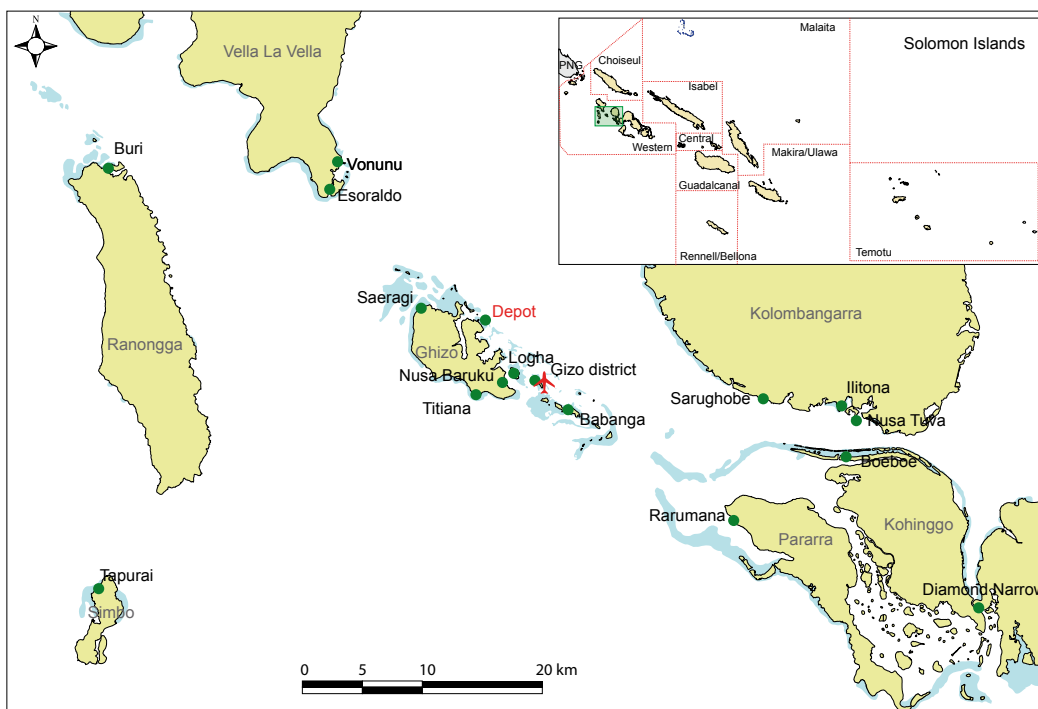 N
Vella La Vella
Malaita
Solomon Islands
PNG
Choiseul
Isabel
Central
Western
Makira/Ulawa
Guadalcanal
Rennell/Bellona
Temotu
Buri
Vonunu
Esoraldo
Saeragi
Depot
Kolombangarra
Ranongga
Ghizo
Logha
Gizo district
Nusa Baruku
Titiana
Babanga
Sarughobe
Ilitona
Nusa Tuva
Boeboe
Rarumana
Pararra
Kohinggo
Tapurai
Simbo
Diamond Narrow
0 5 10 20 km